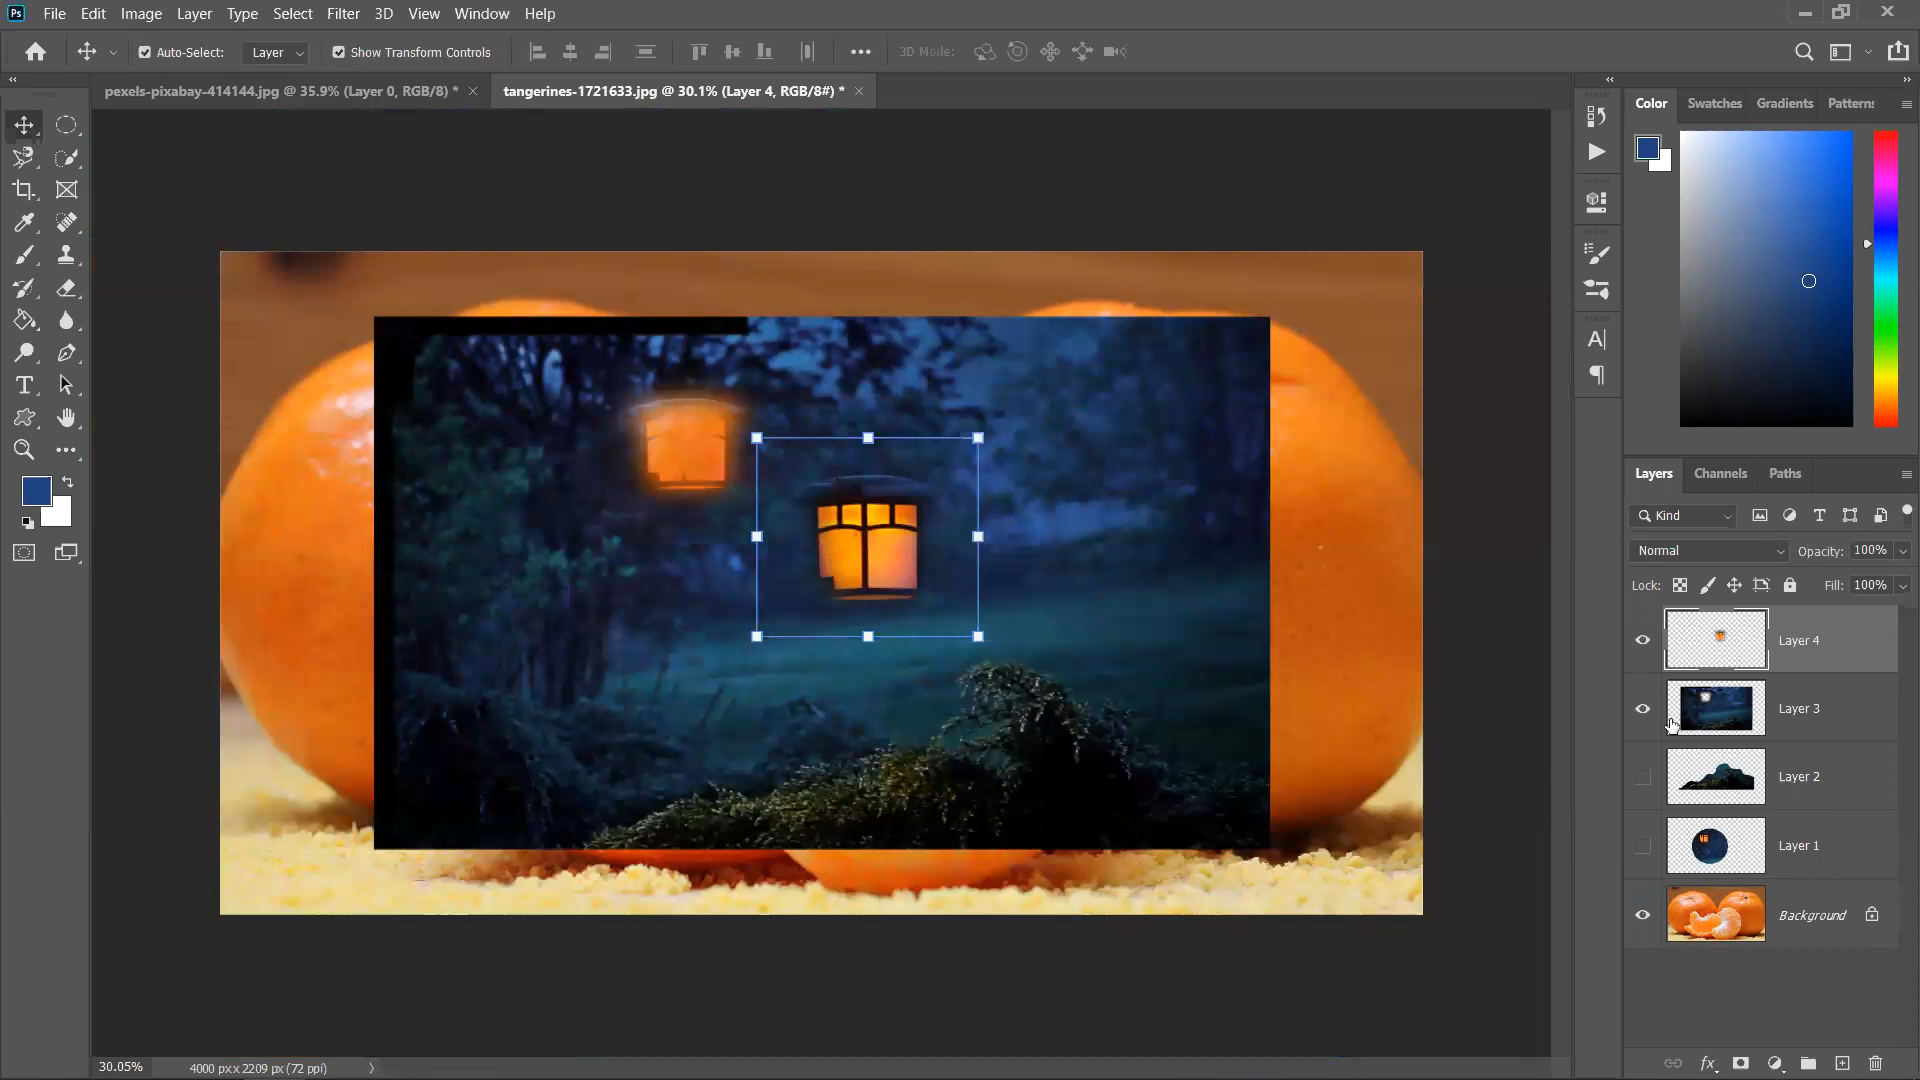 Ps File Edit Image Layer Type Select Filter 3D View Window Help
Auto-Select: Layer Show Transform Controls 3D Mode:
pexels-pixabay-414144.jpg @ 35.9% (Layer 0, RGB/8) * tangerines-1721633.jpg @ 30.1% (Layer 4, RGB/8#) *
Color Swatches Gradients Patterns
Layers Channels Paths
Kind
Normal Opacity: 100%
Lock: Fill: 100%
Layer 4
Layer 3
Layer 2
Layer 1
Background
30.05% 4000 px x 2209 px (72 ppi)
fx